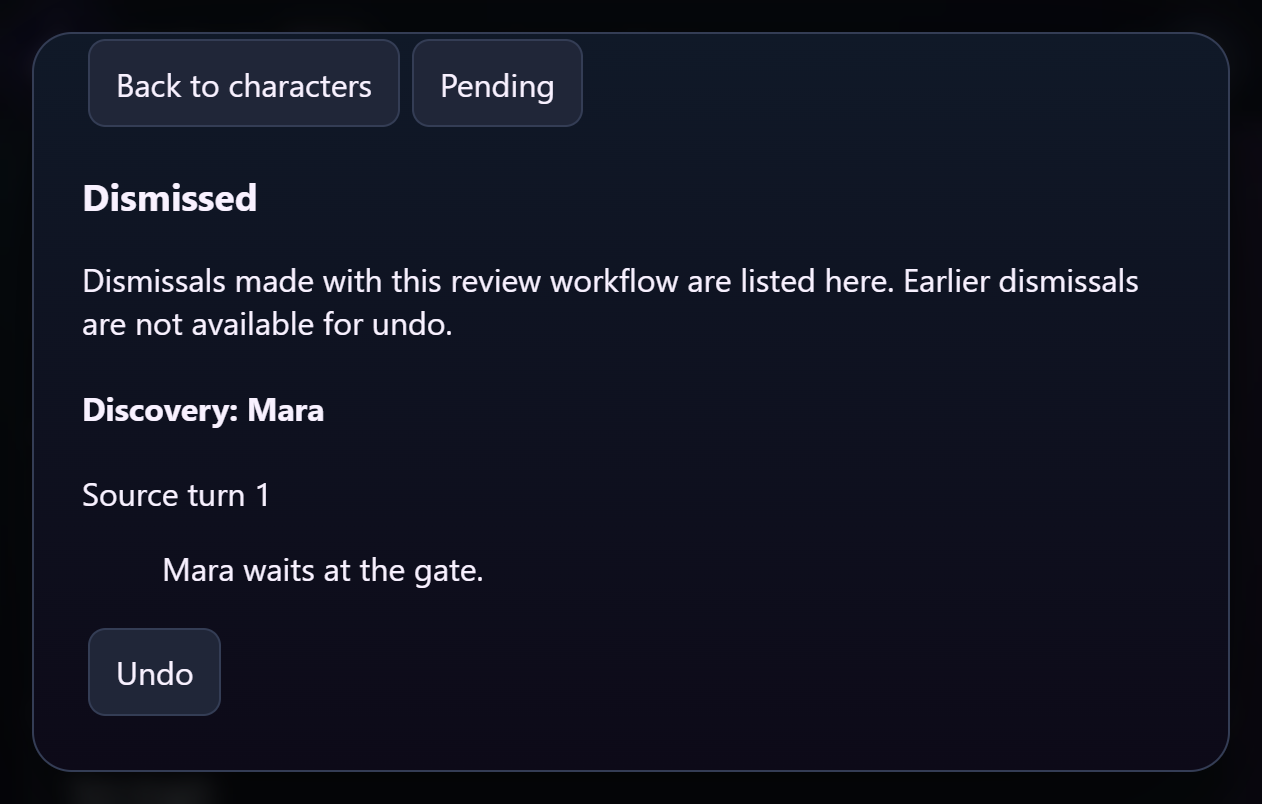 Back to characters
Pending
Dismissed
Dismissals made with this review workflow are listed here. Earlier dismissals
are not available for undo.
Discovery: Mara
Source turn 1
Mara waits at the gate.
Undo